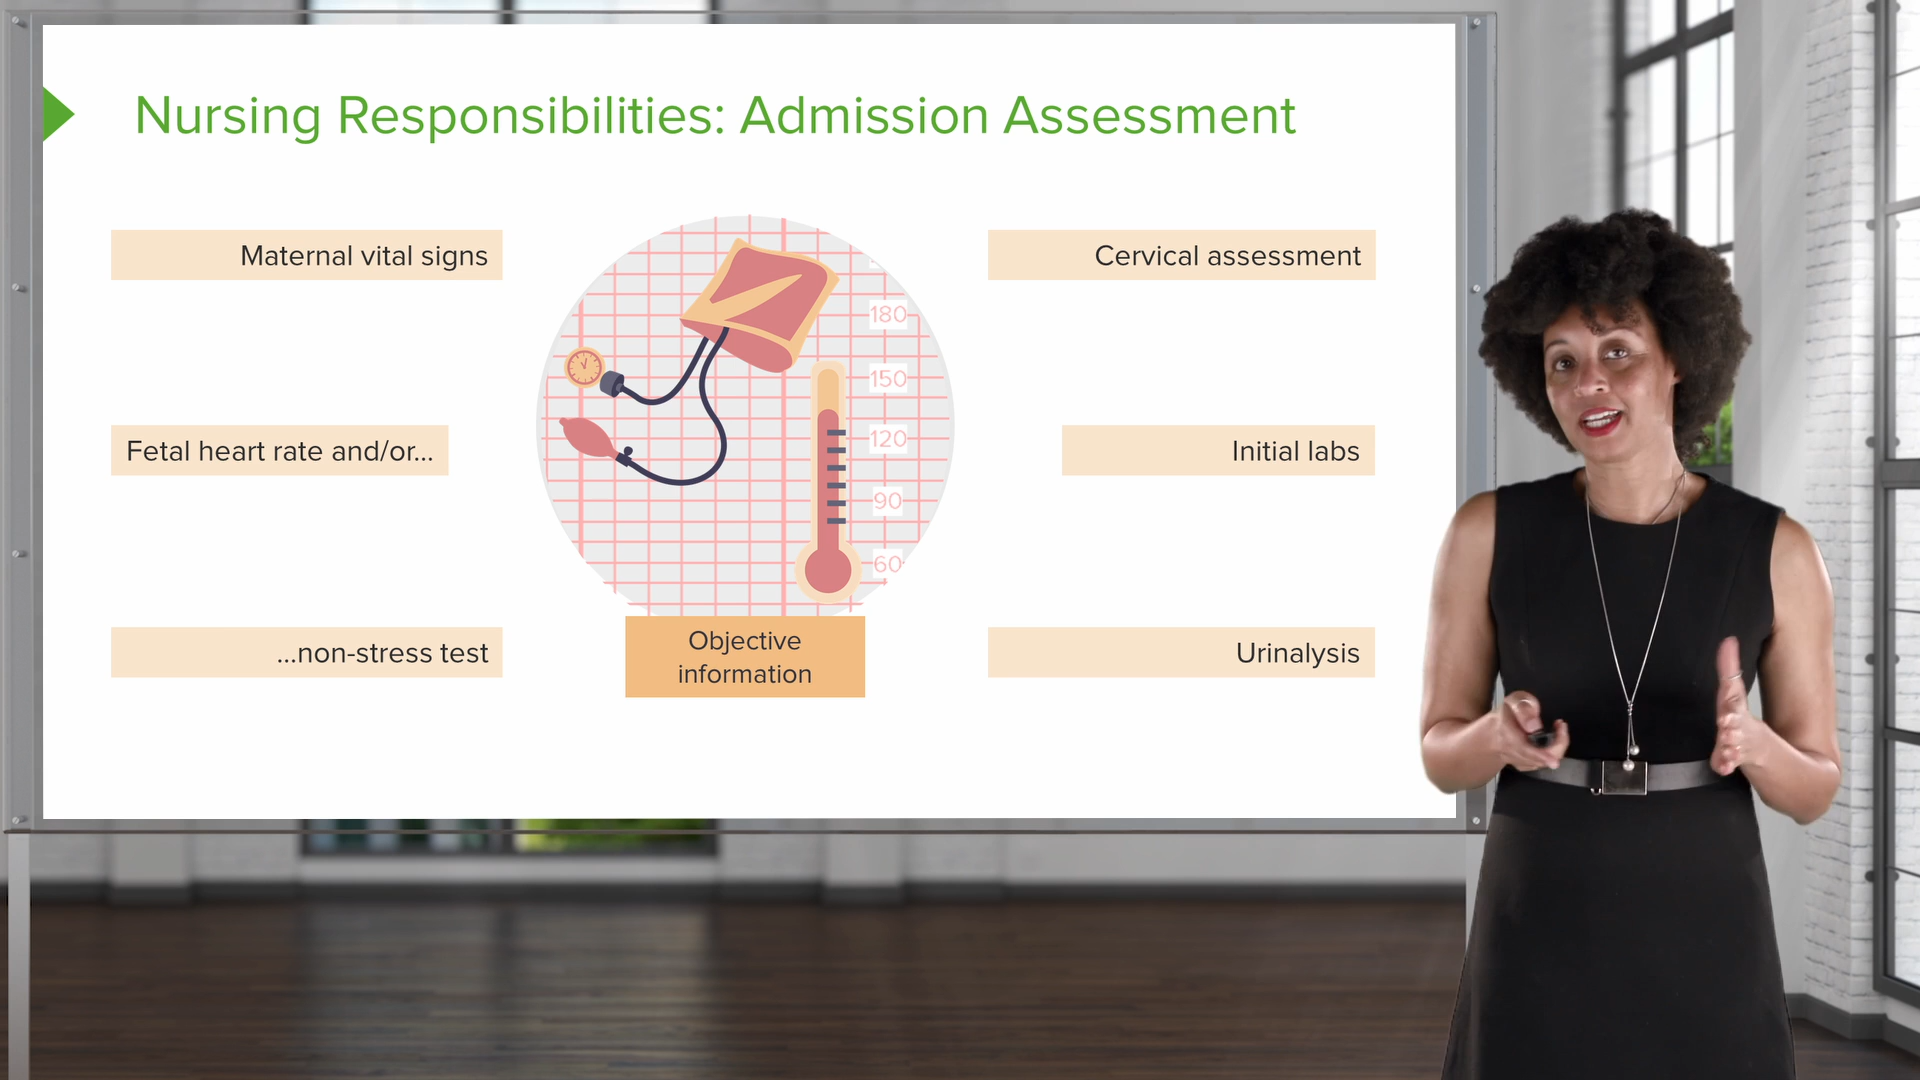 Nursing Responsibilities: Admission Assessment
Maternal vital signs
Fetal heart rate and/or...
...non-stress test
180
150
120
90
60
Objective
information
Cervical assessment
Initial labs
Urinalysis